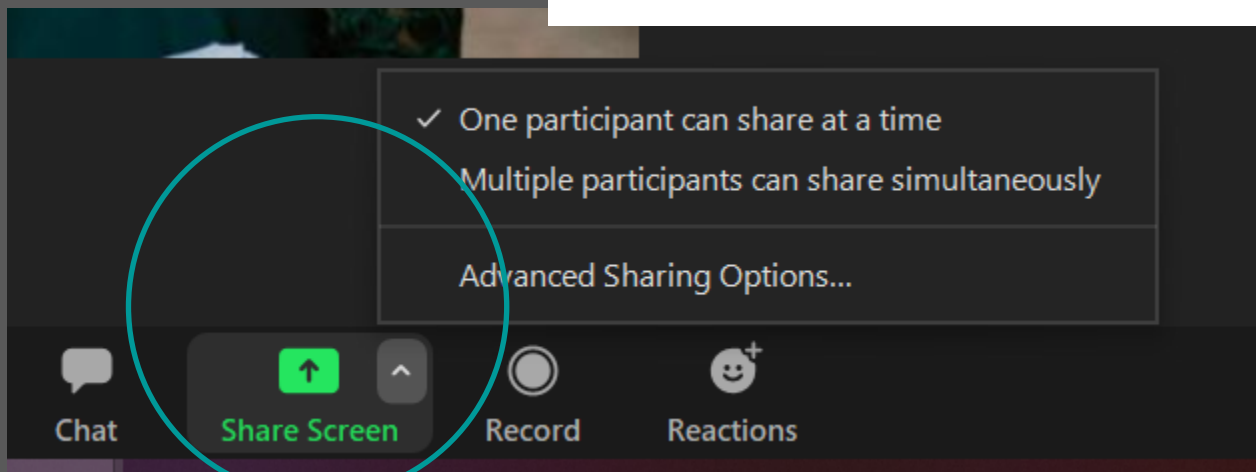 One participant can share at a time
Multiple participants can share simultaneously
Advanced Sharing Options...
Chat
Share Screen
Record
Reactions